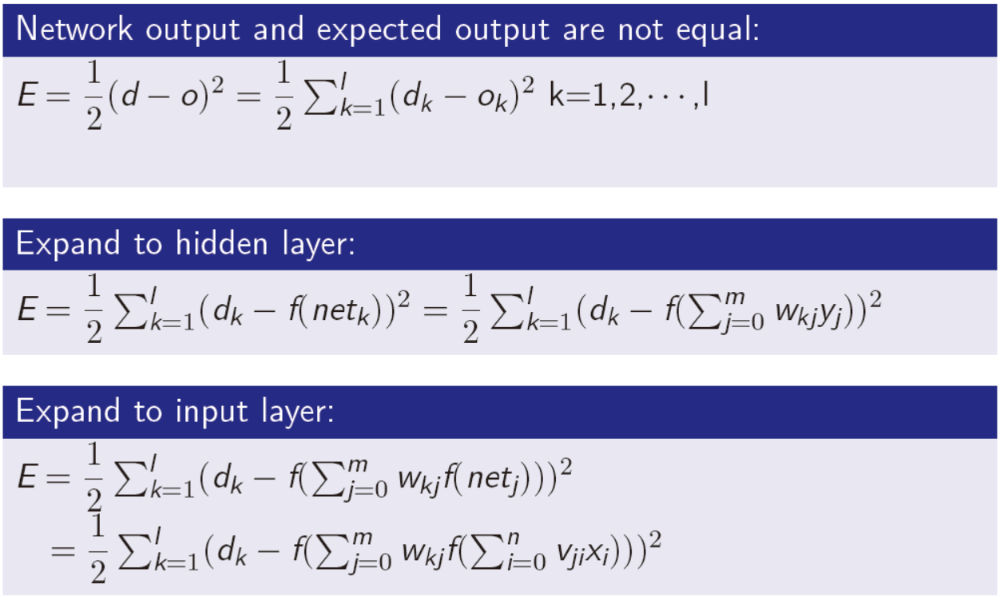 Network output and expected output are not equal:
E = \frac{1}{2}(d − o)^2 = \frac{1}{2} \sum_{k=1}^{l}(d_k − o_k)^2 k=1,2,⋯,l
Expand to hidden layer:
E = \frac{1}{2} \sum_{k=1}^{l}(d_k − f(net_k))^2 = \frac{1}{2} \sum_{k=1}^{l}(d_k − f(\sum_{j=0}^{m} w_{kj}y_j))^2
Expand to input layer:
E = \frac{1}{2} \sum_{k=1}^{l}(d_k − f(\sum_{j=0}^{m} w_{kj}f(net_j)))^2
= \frac{1}{2} \sum_{k=1}^{l}(d_k − f(\sum_{j=0}^{m} w_{kj}f(\sum_{i=0}^{n} v_{ji}x_i)))^2